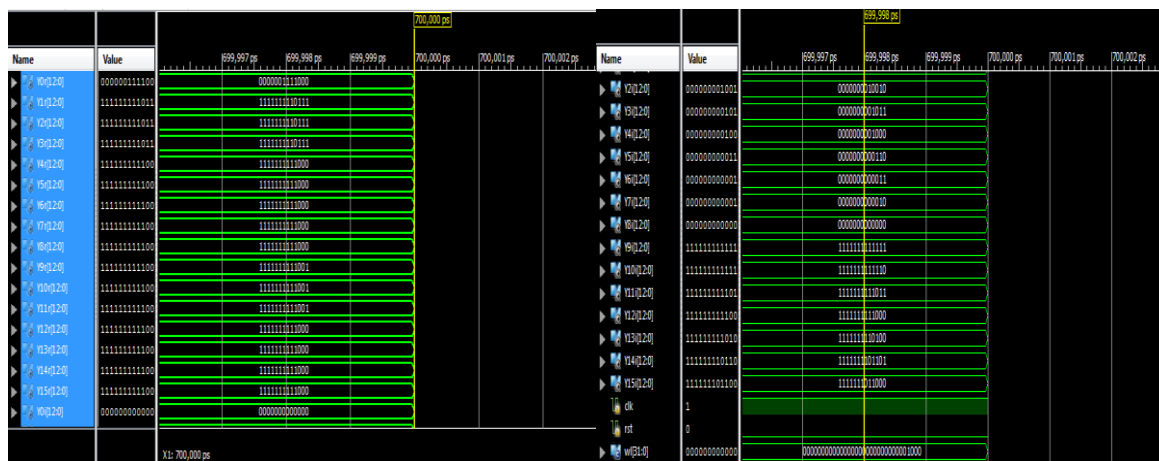 700,000 ps
Name Value 699,997 ps 699,998 ps 699,999 ps 700,000 ps 700,001 ps 700,002 ps
Y0r[12:0] 000000111100 0000001111000
Y1r[12:0] 111111111011 1111111110111
Y2r[12:0] 111111111011 1111111110111
Y3r[12:0] 111111111011 1111111110111
Y4r[12:0] 111111111100 1111111111000
Y5r[12:0] 111111111100 1111111111000
Y6r[12:0] 111111111100 1111111111000
Y7r[12:0] 111111111100 1111111111000
Y8r[12:0] 111111111100 1111111111000
Y9r[12:0] 111111111100 1111111111001
Y10r[12:0] 111111111100 1111111111001
Y11r[12:0] 111111111100 1111111111001
Y12r[12:0] 111111111100 1111111111000
Y13r[12:0] 111111111100 1111111111000
Y14r[12:0] 111111111100 1111111111000
Y15r[12:0] 111111111100 1111111111000
Y0i[12:0] 000000000000 0000000000000
X1: 700,000 ps
699,998 ps
Name Value 699,997 ps 699,998 ps 699,999 ps 700,000 ps 700,001 ps 700,002 ps
Y2i[12:0] 000000001001 0000000010010
Y3i[12:0] 000000000101 0000000001011
Y4i[12:0] 000000000100 0000000001000
Y5i[12:0] 000000000011 0000000000110
Y6i[12:0] 000000000001 0000000000011
Y7i[12:0] 000000000001 0000000000010
Y8i[12:0] 000000000000 0000000000000
Y9i[12:0] 111111111111 1111111111111
Y10i[12:0] 111111111111 1111111111110
Y11i[12:0] 111111111101 1111111111011
Y12i[12:0] 111111111100 1111111111000
Y13i[12:0] 111111111010 1111111110100
Y14i[12:0] 111111110110 1111111101101
Y15i[12:0] 111111101100 1111111011000
clk 1
rst 0
wi[31:0] 000000000000 00000000000000000000000000001000